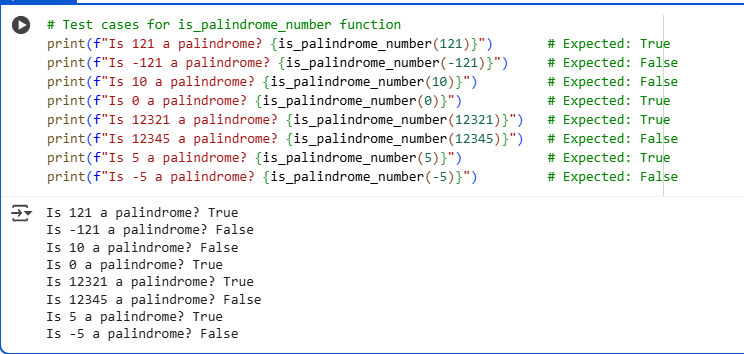 # Test cases for is_palindrome_number function
print(f"Is 121 a palindrome? {is_palindrome_number(121)}")       # Expected: True
print(f"Is -121 a palindrome? {is_palindrome_number(-121)}")     # Expected: False
print(f"Is 10 a palindrome? {is_palindrome_number(10)}")         # Expected: False
print(f"Is 0 a palindrome? {is_palindrome_number(0)}")           # Expected: True
print(f"Is 12321 a palindrome? {is_palindrome_number(12321)}")   # Expected: True
print(f"Is 12345 a palindrome? {is_palindrome_number(12345)}")   # Expected: False
print(f"Is 5 a palindrome? {is_palindrome_number(5)}")           # Expected: True
print(f"Is -5 a palindrome? {is_palindrome_number(-5)}")         # Expected: False
Is 121 a palindrome? True
Is -121 a palindrome? False
Is 10 a palindrome? False
Is 0 a palindrome? True
Is 12321 a palindrome? True
Is 12345 a palindrome? False
Is 5 a palindrome? True
Is -5 a palindrome? False